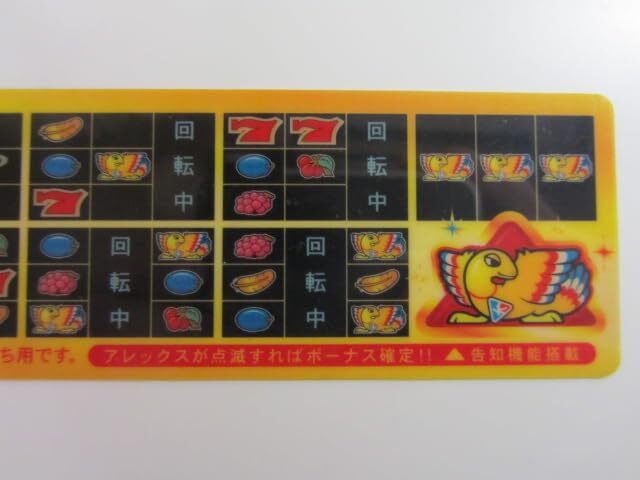 回 回
転 転
中 中
回 回
転 転
中 中
ち用です。 アレックスが点滅すればボーナス確定!! ▲告知機能搭載